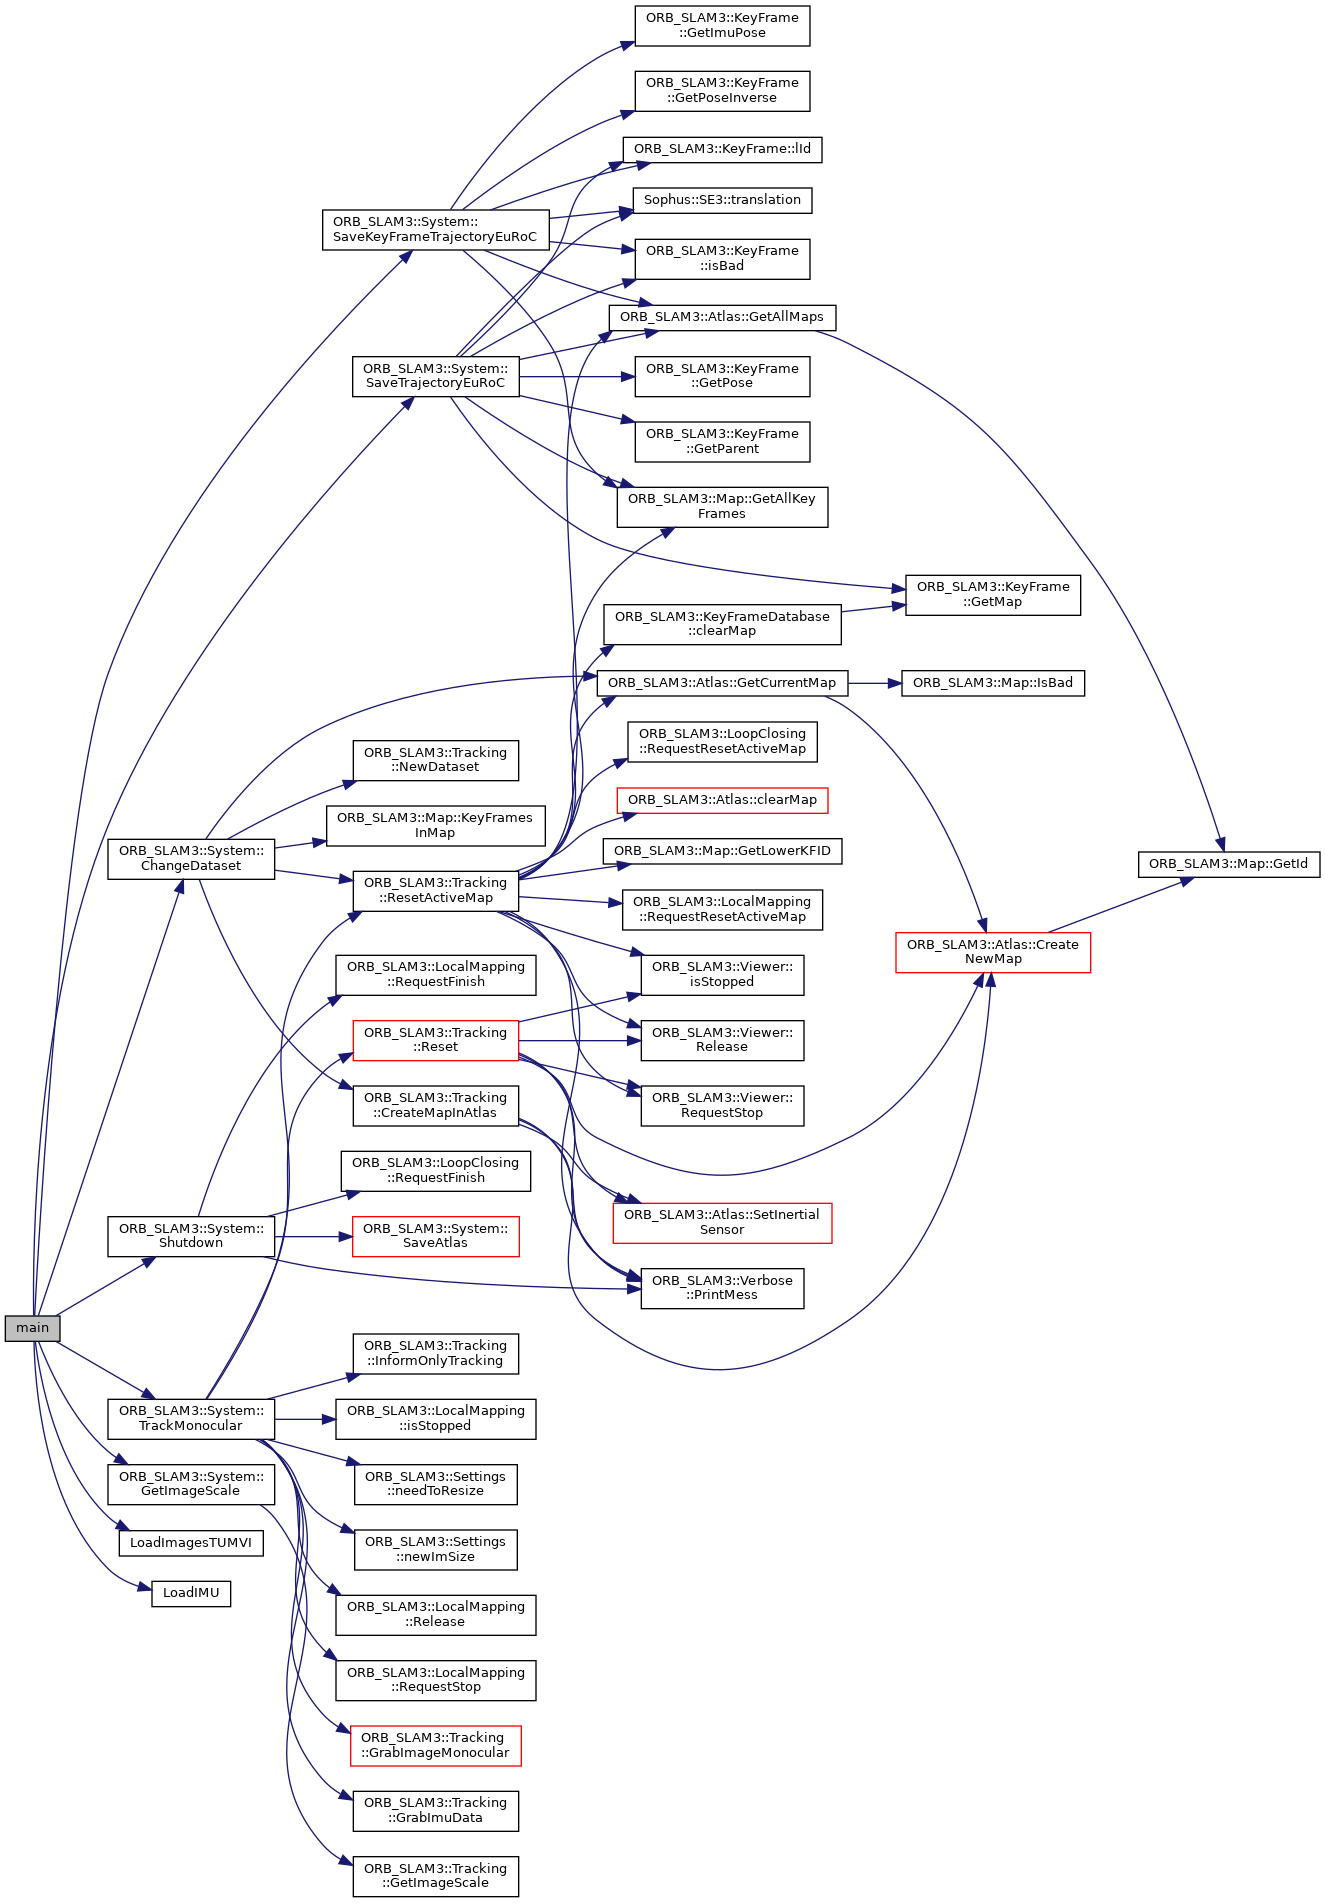 ORB_SLAM3::KeyFrame
::GetImuPose
ORB_SLAM3::KeyFrame
::GetPoseInverse
ORB_SLAM3::KeyFrame::lId
Sophus::SE3::translation
ORB_SLAM3::System::
SaveKeyFrameTrajectoryEuRoC
ORB_SLAM3::KeyFrame
::isBad
ORB_SLAM3::Atlas::GetAllMaps
ORB_SLAM3::System::
SaveTrajectoryEuRoC
ORB_SLAM3::KeyFrame
::GetPose
ORB_SLAM3::KeyFrame
::GetParent
ORB_SLAM3::Map::GetAllKey
Frames
ORB_SLAM3::KeyFrame
::GetMap
ORB_SLAM3::KeyFrameDatabase
::clearMap
ORB_SLAM3::Atlas::GetCurrentMap
ORB_SLAM3::Map::IsBad
ORB_SLAM3::LoopClosing
::RequestResetActiveMap
ORB_SLAM3::Tracking
::NewDataset
ORB_SLAM3::Atlas::clearMap
ORB_SLAM3::Map::KeyFrames
InMap
ORB_SLAM3::System::
ChangeDataset
ORB_SLAM3::Map::GetLowerKFID
ORB_SLAM3::Map::GetId
ORB_SLAM3::Tracking
::ResetActiveMap
ORB_SLAM3::LocalMapping
::RequestResetActiveMap
ORB_SLAM3::Atlas::Create
NewMap
ORB_SLAM3::LocalMapping
::RequestFinish
ORB_SLAM3::Viewer::
isStopped
ORB_SLAM3::Tracking
::Reset
ORB_SLAM3::Viewer::
Release
ORB_SLAM3::Tracking
::CreateMapInAtlas
ORB_SLAM3::Viewer::
RequestStop
ORB_SLAM3::LoopClosing
::RequestFinish
ORB_SLAM3::System::
Shutdown
ORB_SLAM3::System::
SaveAtlas
ORB_SLAM3::Atlas::SetInertial
Sensor
ORB_SLAM3::Verbose
::PrintMess
main
ORB_SLAM3::Tracking
::InformOnlyTracking
ORB_SLAM3::System::
TrackMonocular
ORB_SLAM3::LocalMapping
::isStopped
ORB_SLAM3::System::
GetImageScale
ORB_SLAM3::Settings
::needToResize
LoadImagesTUMVI
ORB_SLAM3::Settings
::newImSize
LoadIMU
ORB_SLAM3::LocalMapping
::Release
ORB_SLAM3::LocalMapping
::RequestStop
ORB_SLAM3::Tracking
::GrabImageMonocular
ORB_SLAM3::Tracking
::GrabImuData
ORB_SLAM3::Tracking
::GetImageScale